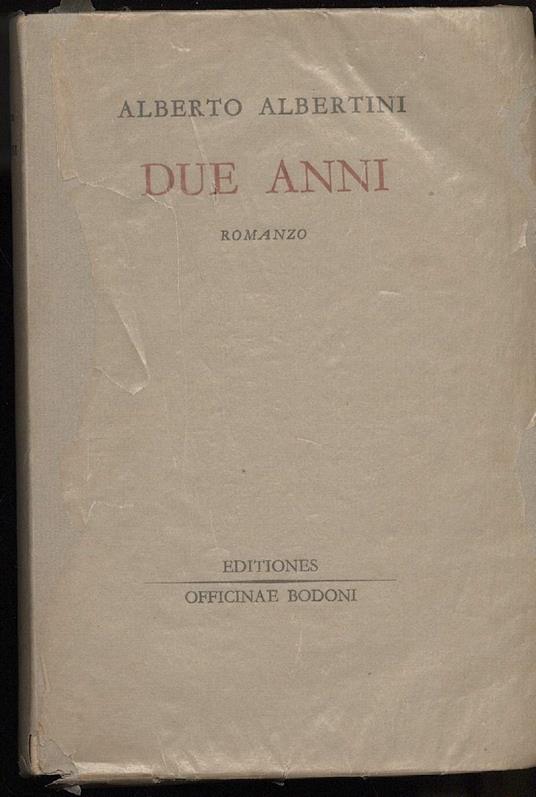 ALBERTO ALBERTINI
DUE ANNI
ROMANZO
EDITIONES
OFFICINAE BODONI